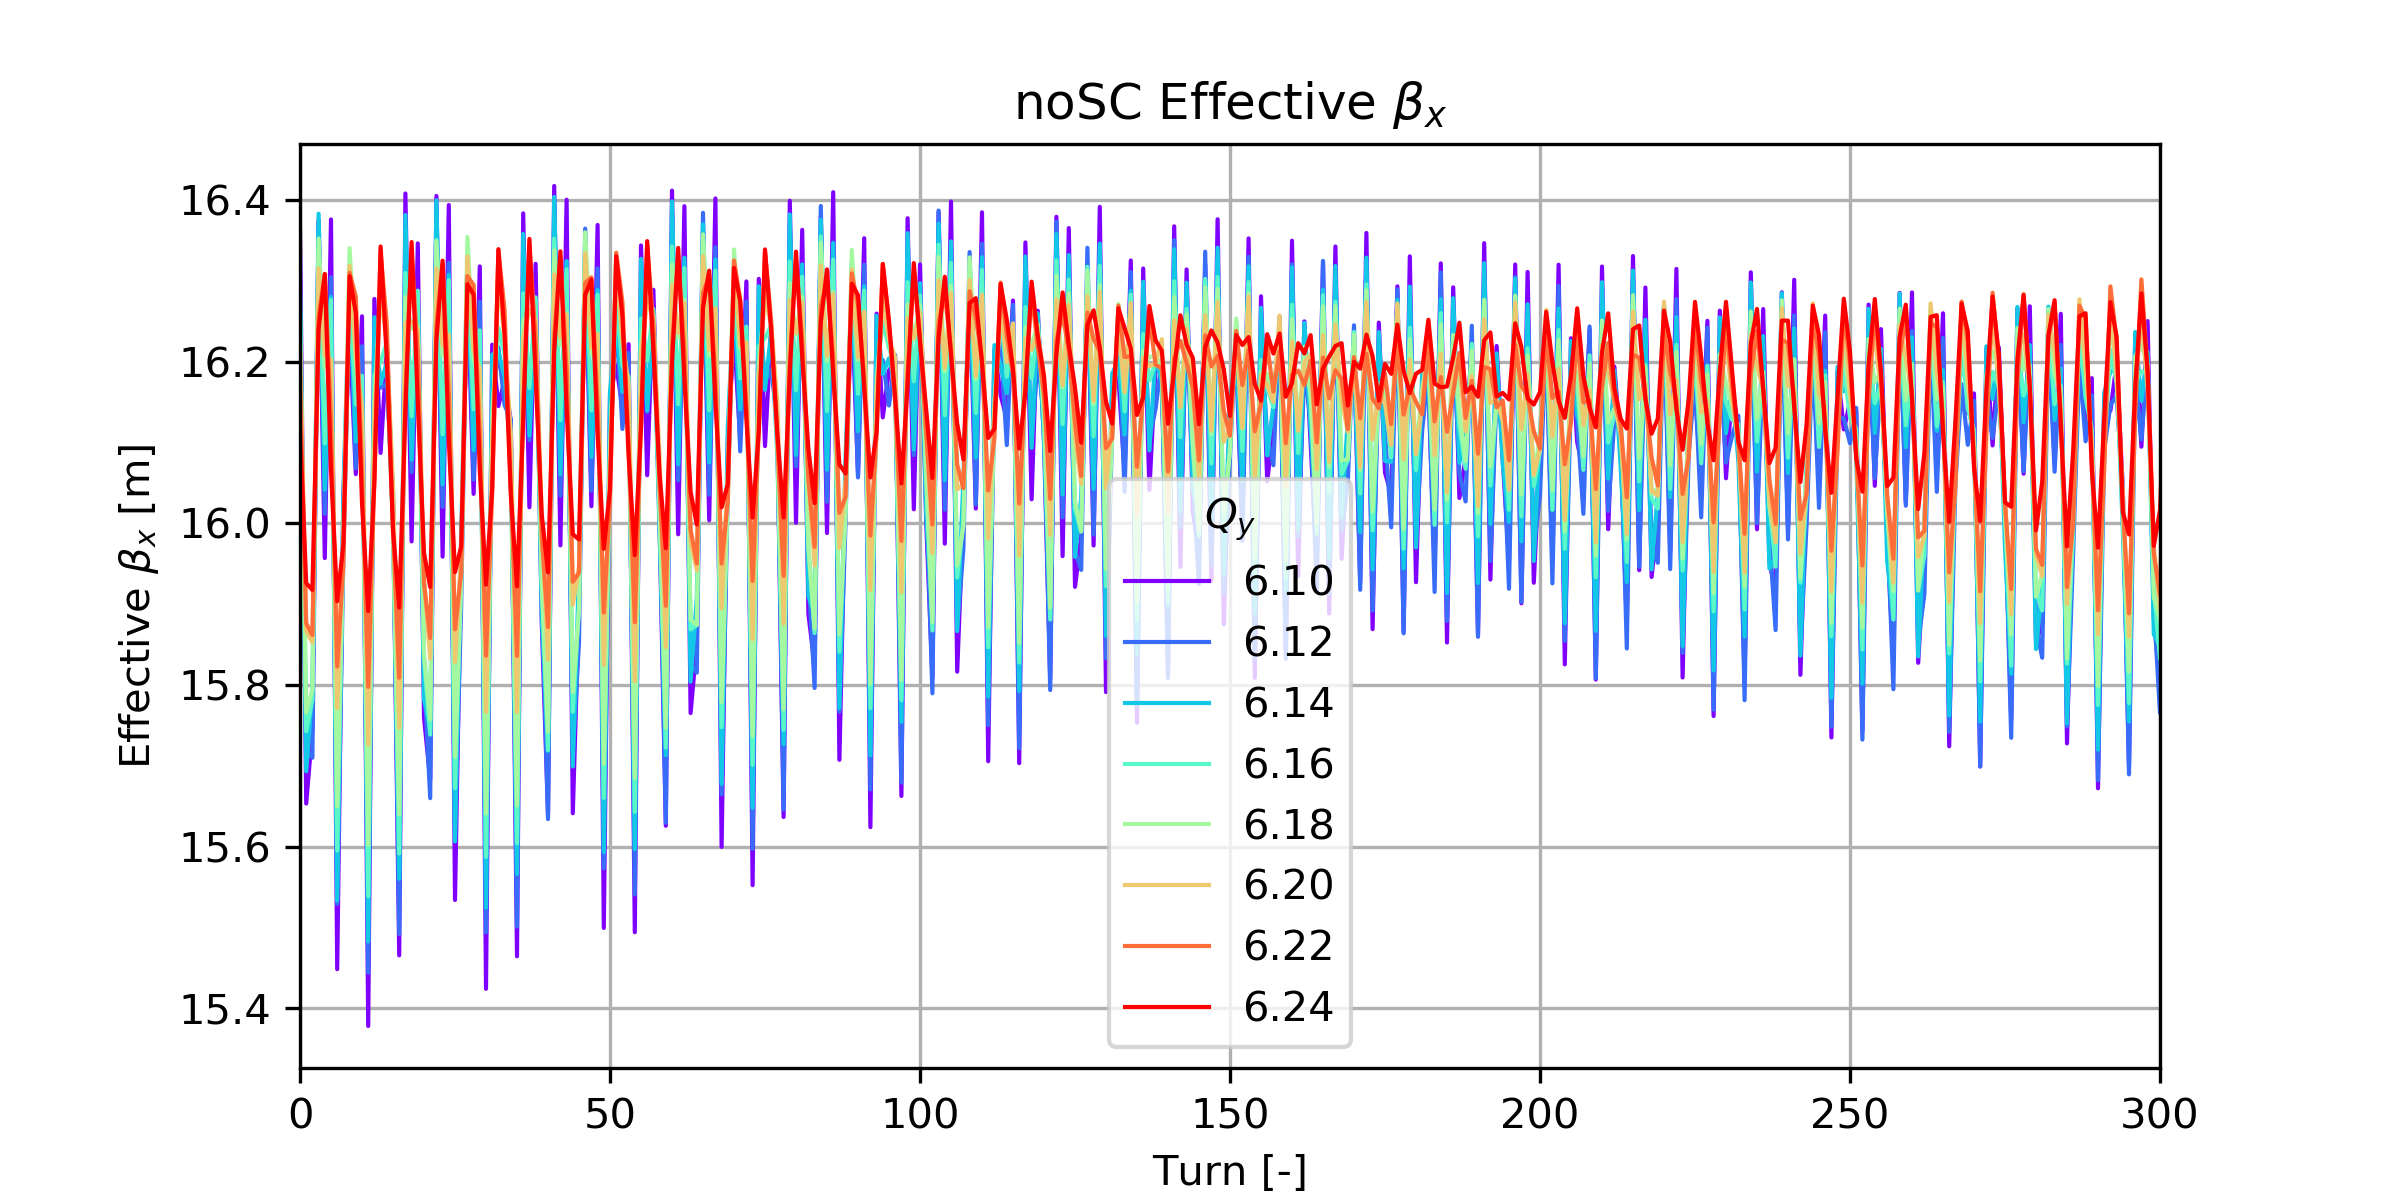 noSC Effective βx
Effective βx [m]
16.4
16.2
16.0
15.8
15.6
15.4
Qy
6.10
6.12
6.14
6.16
6.18
6.20
6.22
6.24
0 50 100 150 200 250 300
Turn [-]